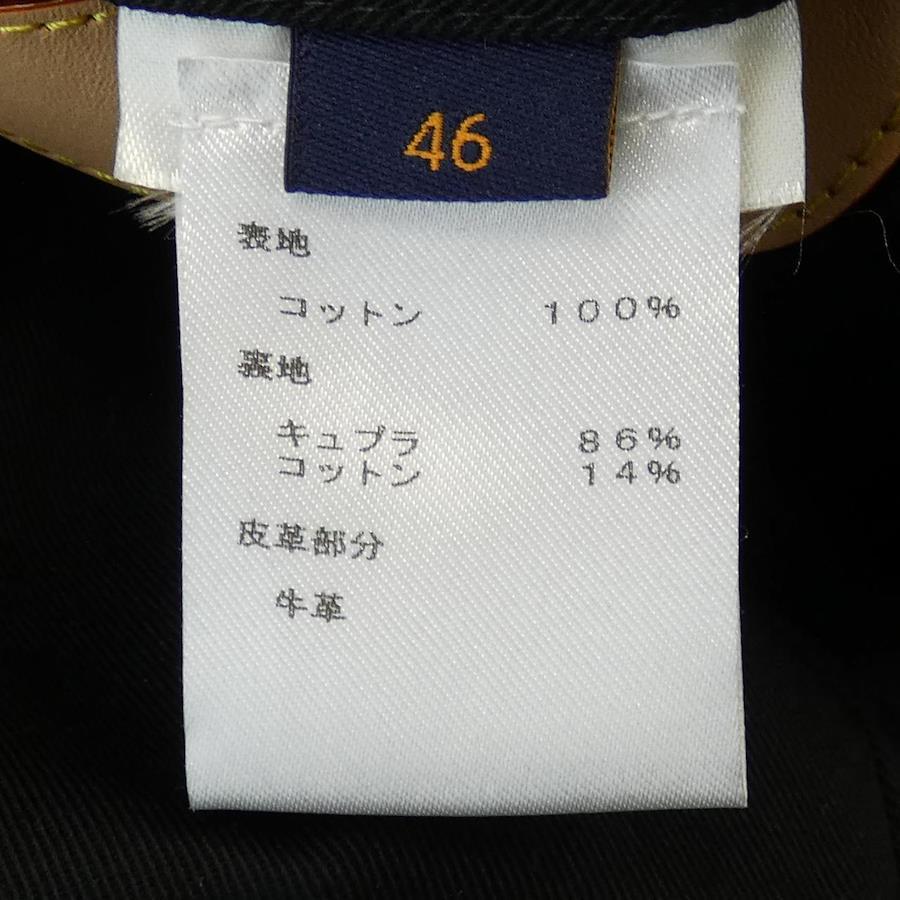 46
表地
コットン 100%
裏地
キュプラ 86%
コットン 14%
皮革部分
牛革